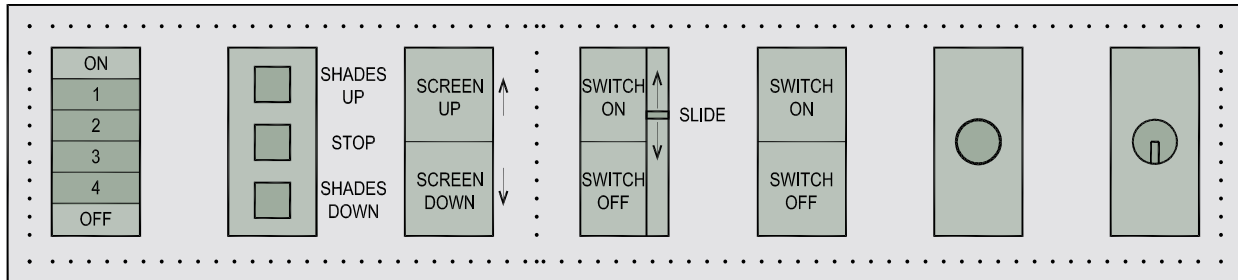 ON
1
2
3
4
OFF
SHADES
UP
STOP
SHADES
DOWN
SCREEN
UP
SCREEN
DOWN
SWITCH
ON
SWITCH
OFF
SLIDE
SWITCH
ON
SWITCH
OFF